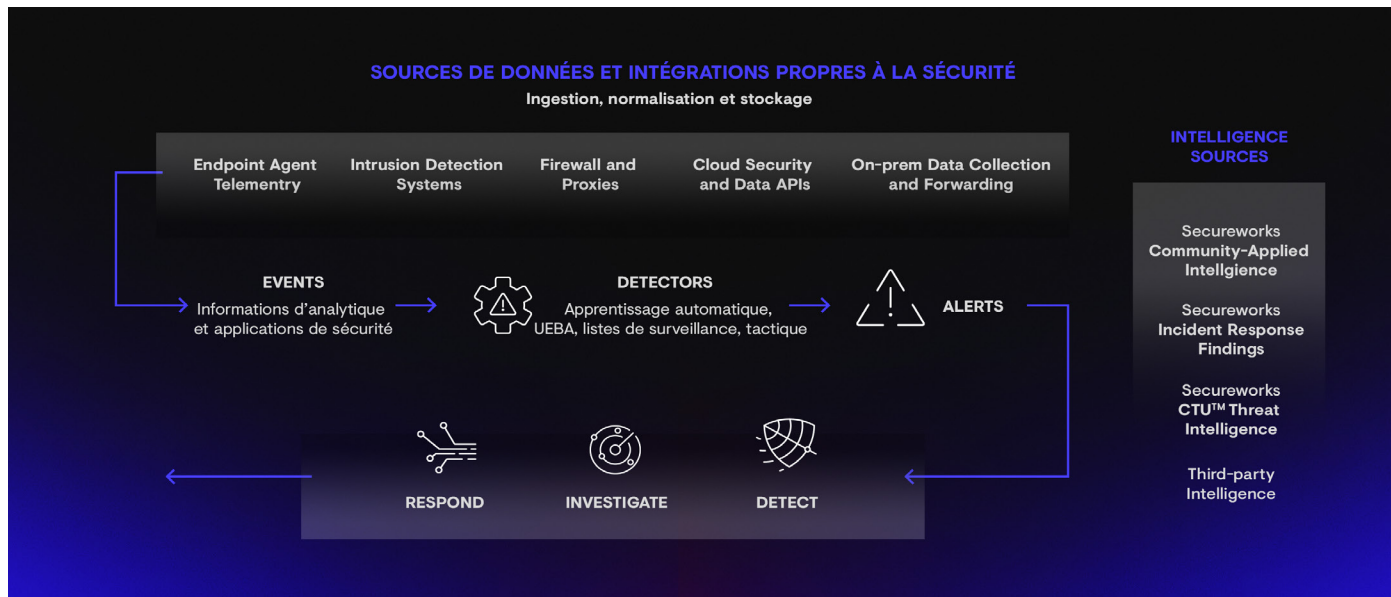 SOURCES DE DONNÉES ET INTÉGRATIONS PROPRES À LA SÉCURITÉ
Ingestion, normalisation et stockage
Endpoint Agent
Telementry
Intrusion Detection
Systems
Firewall and
Proxies
Cloud Security
and Data APIs
On-prem Data Collection
and Forwarding
EVENTS
Informations d'analytique
et applications de sécurité
DETECTORS
Apprentissage automatique,
UEBA, listes de surveillance, tactique
ALERTS
RESPOND
INVESTIGATE
DETECT
INTELLIGENCE
SOURCES
Secureworks
Community-Applied
Intellgience
Secureworks
Incident Response
Findings
Secureworks
CTU™ Threat
Intelligence
Third-party
Intelligence